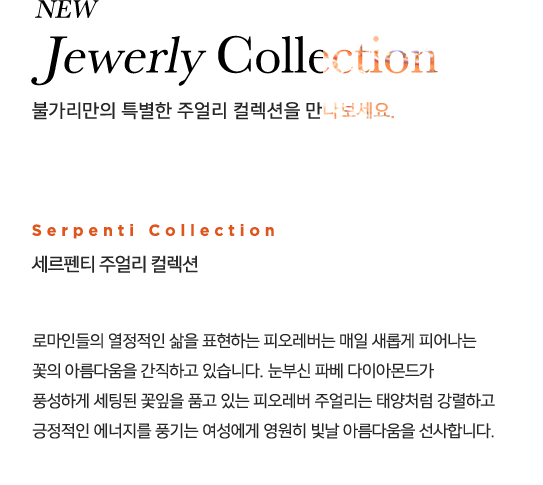 NEW
Jewerly Collection
불가리만의 특별한 주얼리 컬렉션을 만나보세요.
Serpenti Collection
세르펜티 주얼리 컬렉션
로마인들의 열정적인 삶을 표현하는 피오레버는 매일 새롭게 피어나는
꽃의 아름다움을 간직하고 있습니다. 눈부신 파베 다이아몬드가
풍성하게 세팅된 꽃잎을 품고 있는 피오레버 주얼리는 태양처럼 강렬하고
긍정적인 에너지를 풍기는 여성에게 영원히 빛날 아름다움을 선사합니다.